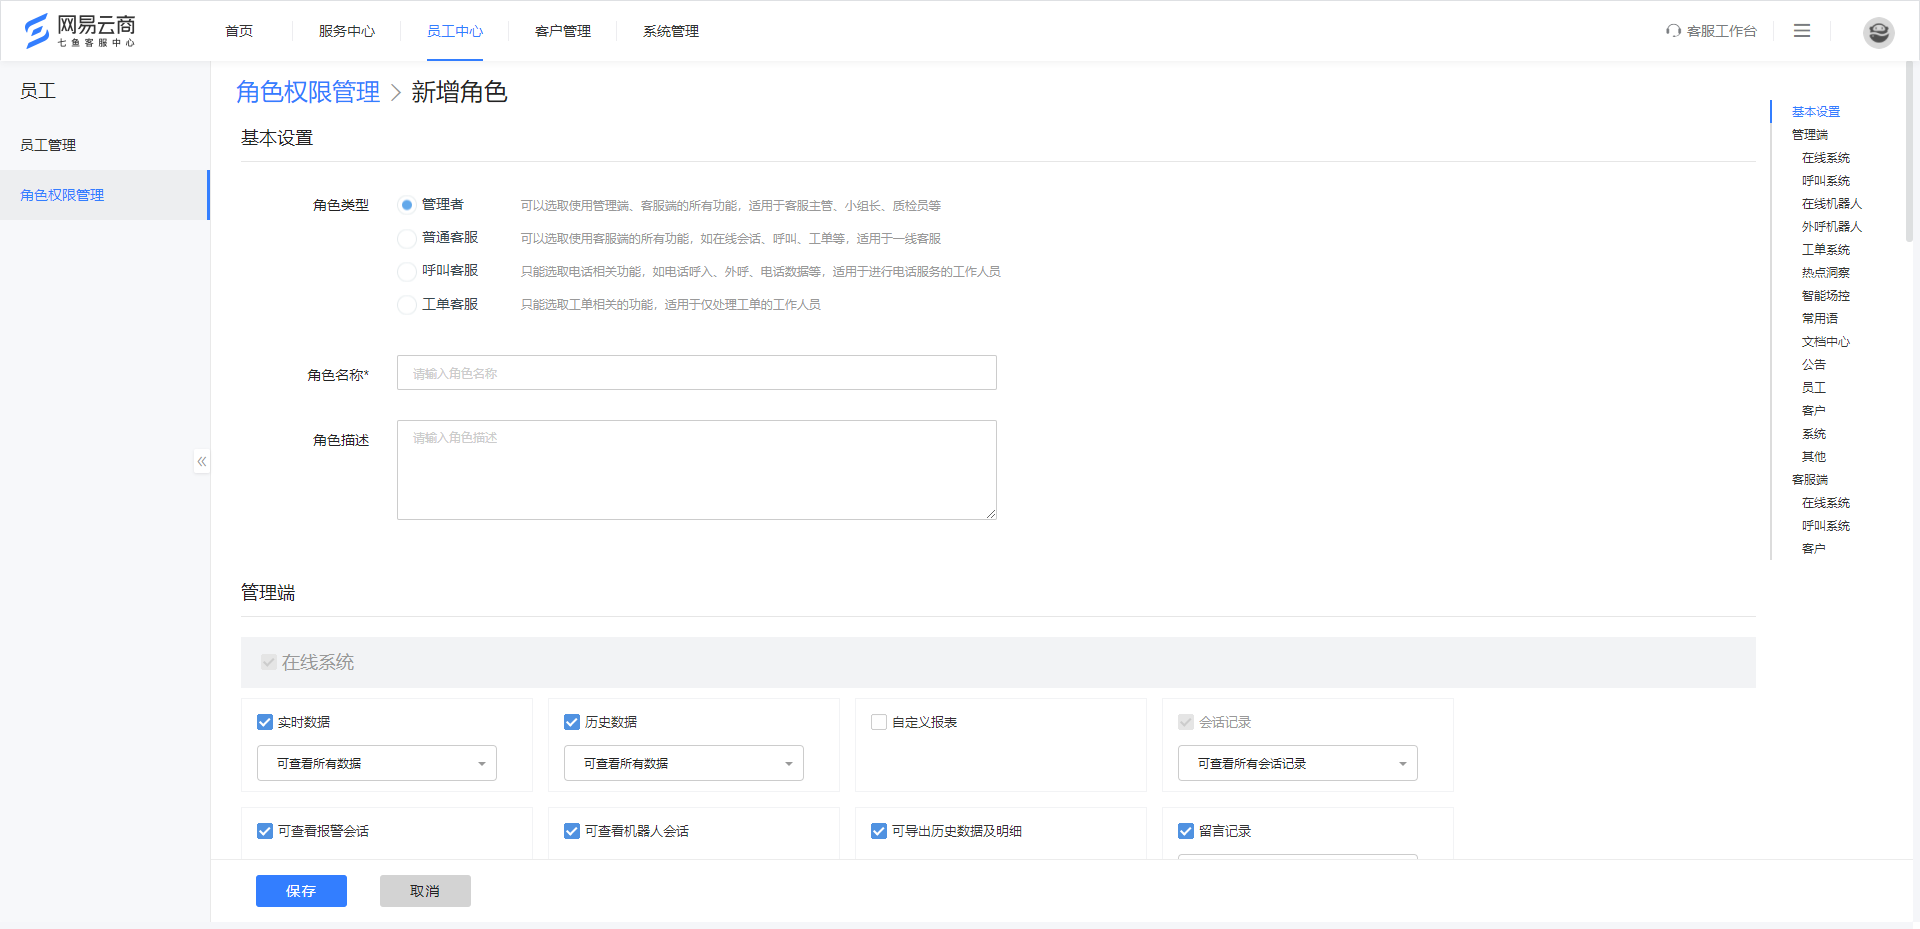 网易云商
七鱼客服中心
首页
服务中心
员工中心
客户管理
系统管理
客服工作台
员工
员工管理
角色权限管理
角色权限管理 > 新增角色
基本设置
角色类型
管理者 可以选取使用管理端、客服端的所有功能，适用于客服主管、小组长、质检员等
普通客服 可以选取使用客服端的所有功能，如在线会话、呼叫、工单等，适用于一线客服
呼叫客服 只能选取电话相关功能，如电话呼入、外呼、电话数据等，适用于进行电话服务的工作人员
工单客服 只能选取工单相关的功能，适用于仅处理工单的工作人员
角色名称* 请输入角色名称
角色描述 请输入角色描述
«
管理端
在线系统
实时数据
可查看所有数据
历史数据
可查看所有数据
自定义报表
会话记录
可查看所有会话记录
可查看报警会话
可查看机器人会话
可导出历史数据及明细
留言记录
保存
取消
基本设置
管理端
在线系统
呼叫系统
在线机器人
外呼机器人
工单系统
热点洞察
智能场控
常用语
文档中心
公告
员工
客户
系统
其他
客服端
在线系统
呼叫系统
客户